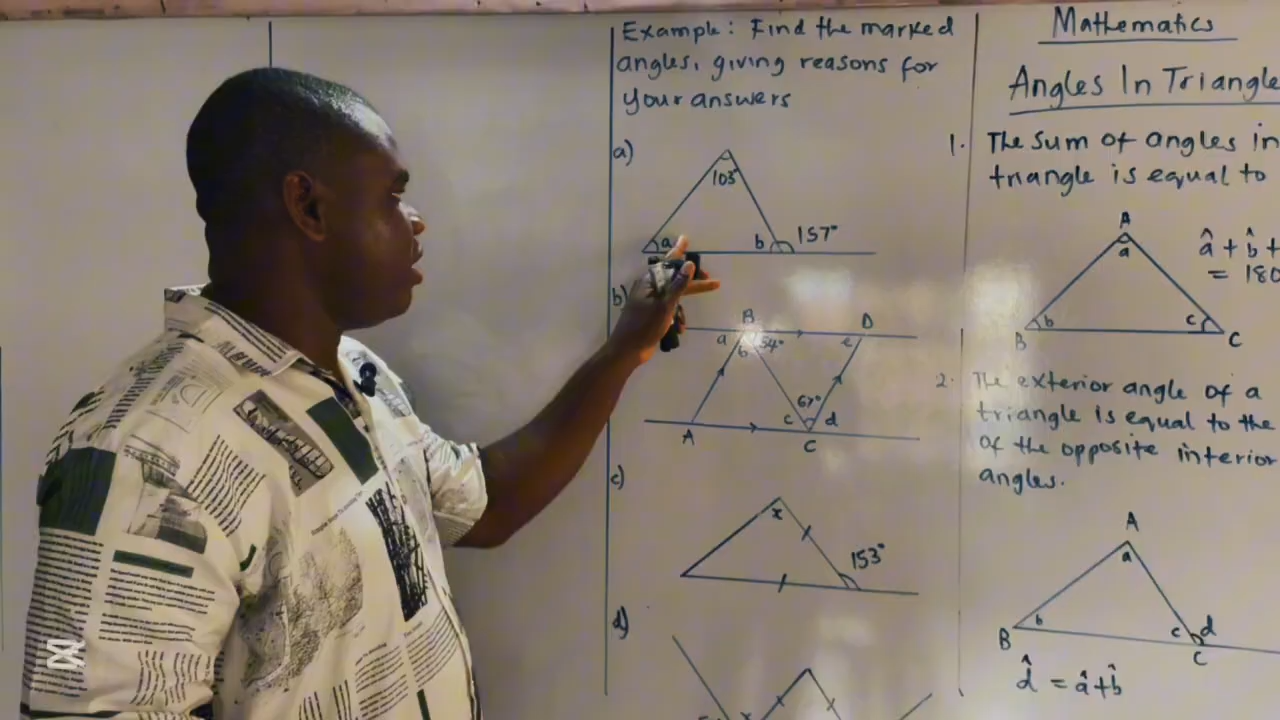 Example: Find the marked
angles, giving reasons for
your answers
a)
103°
a
b
157°
b)
B
D
a
b
54°
e
67°
c
d
A
C
c)
x
153°
d)
x
Mathematics
Angles In Triangle
1. The Sum of angles in
triangle is equal to
A
a
â + b̂ +
= 180
b
c
B
C
2. The exterior angle of a
triangle is equal to the
of the opposite interior
angles.
A
a
b
c
d
B
C
d̂ = â+b̂